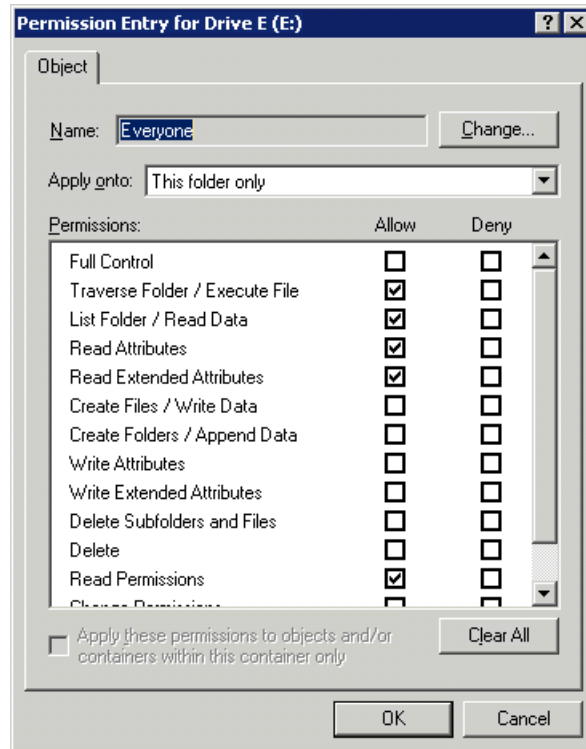 Permission Entry for Drive E (E:)
Object
Name: Everyone Change...
Apply onto: This folder only
Permissions: Allow Deny
Full Control
Traverse Folder / Execute File
List Folder / Read Data
Read Attributes
Read Extended Attributes
Create Files / Write Data
Create Folders / Append Data
Write Attributes
Write Extended Attributes
Delete Subfolders and Files
Delete
Read Permissions
Change Permissions
Apply these permissions to objects and/or
containers within this container only
Clear All
OK Cancel